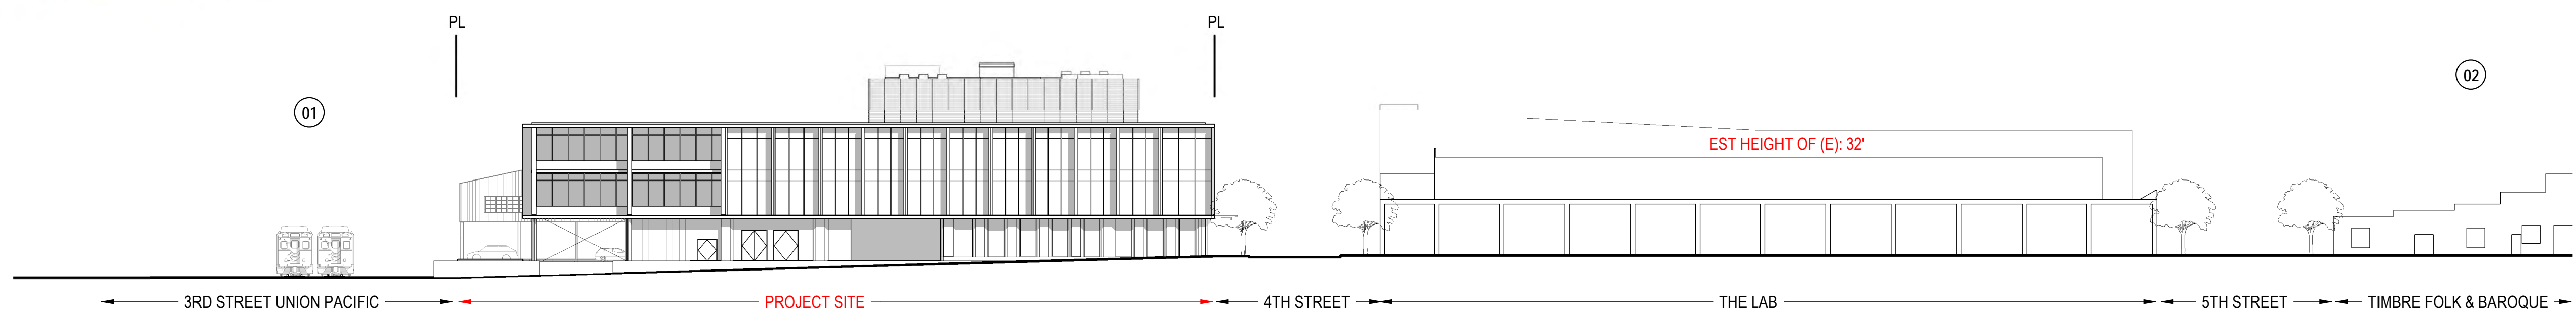 PL
PL
01
02
EST HEIGHT OF (E): 32'
3RD STREET UNION PACIFIC
PROJECT SITE
4TH STREET
THE LAB
5TH STREET
TIMBRE FOLK & BAROQUE